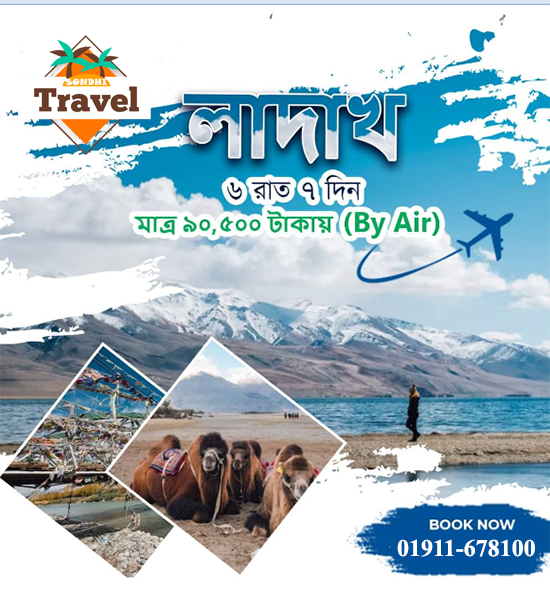 SONDHI
Travel
লাদাখ
৬ রাত ৭ দিন
মাত্র ৯০,৫০০ টাকায় (By Air)
BOOK NOW
01911-678100